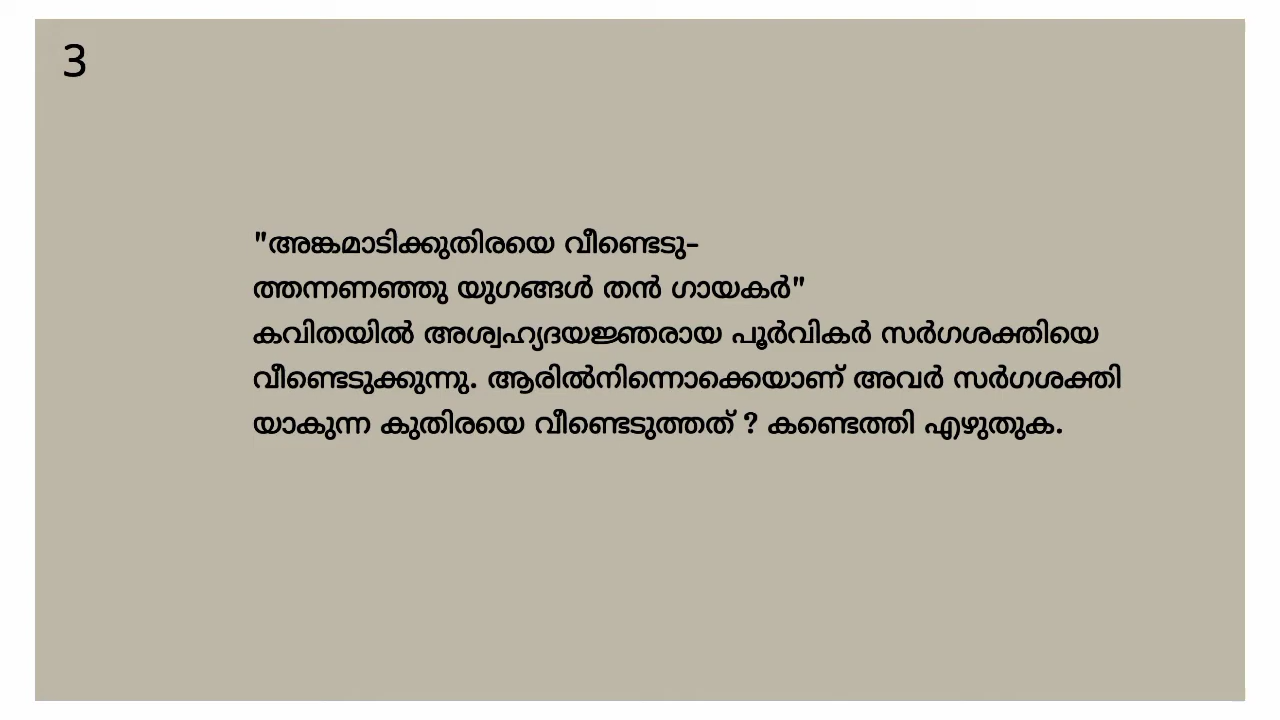 3
"അങ്കമാടിക്കുതിരയെ വീണ്ടെടു-
ത്തന്നണഞ്ഞു യുഗങ്ങൾ തൻ ഗായകർ"
കവിതയിൽ അശ്വഹൃദയജ്ഞരായ പൂർവികർ സർഗശക്തിയെ
വീണ്ടെടുക്കുന്നു. ആരിൽനിന്നൊക്കെയാണ് അവർ സർഗശക്തി
യാകുന്ന കുതിരയെ വീണ്ടെടുത്തത് ? കണ്ടെത്തി എഴുതുക.